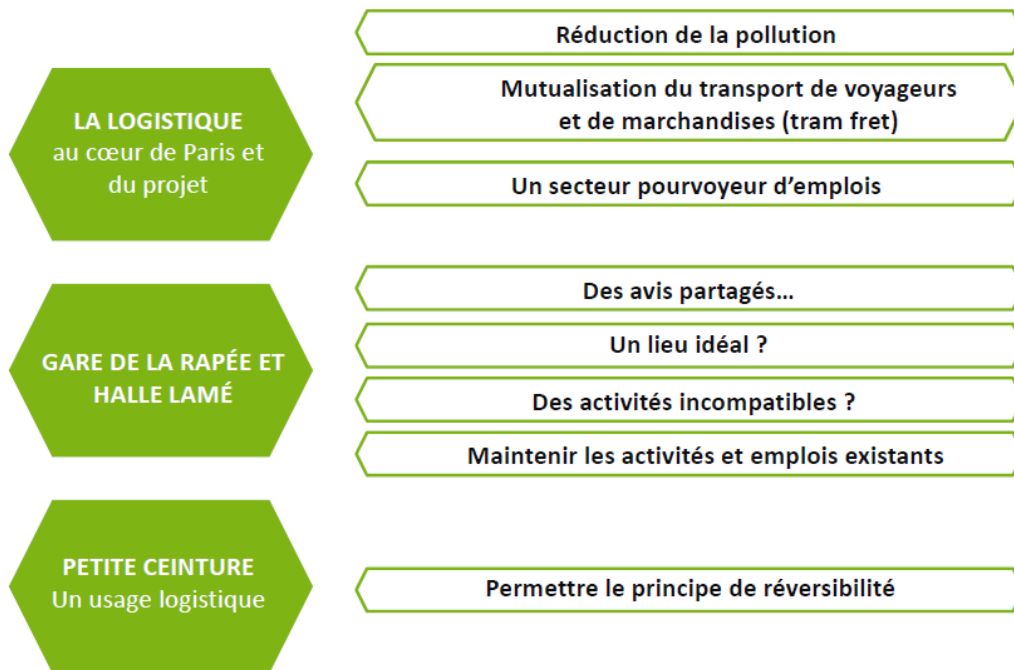 LA LOGISTIQUE
au cœur de Paris et
du projet
Réduction de la pollution
Mutualisation du transport de voyageurs
et de marchandises (tram fret)
Un secteur pourvoyeur d’emplois
GARE DE LA RAPÉE ET
HALLE LAMÉ
Des avis partagés…
Un lieu idéal ?
Des activités incompatibles ?
Maintenir les activités et emplois existants
PETITE CEINTURE
Un usage logistique
Permettre le principe de réversibilité